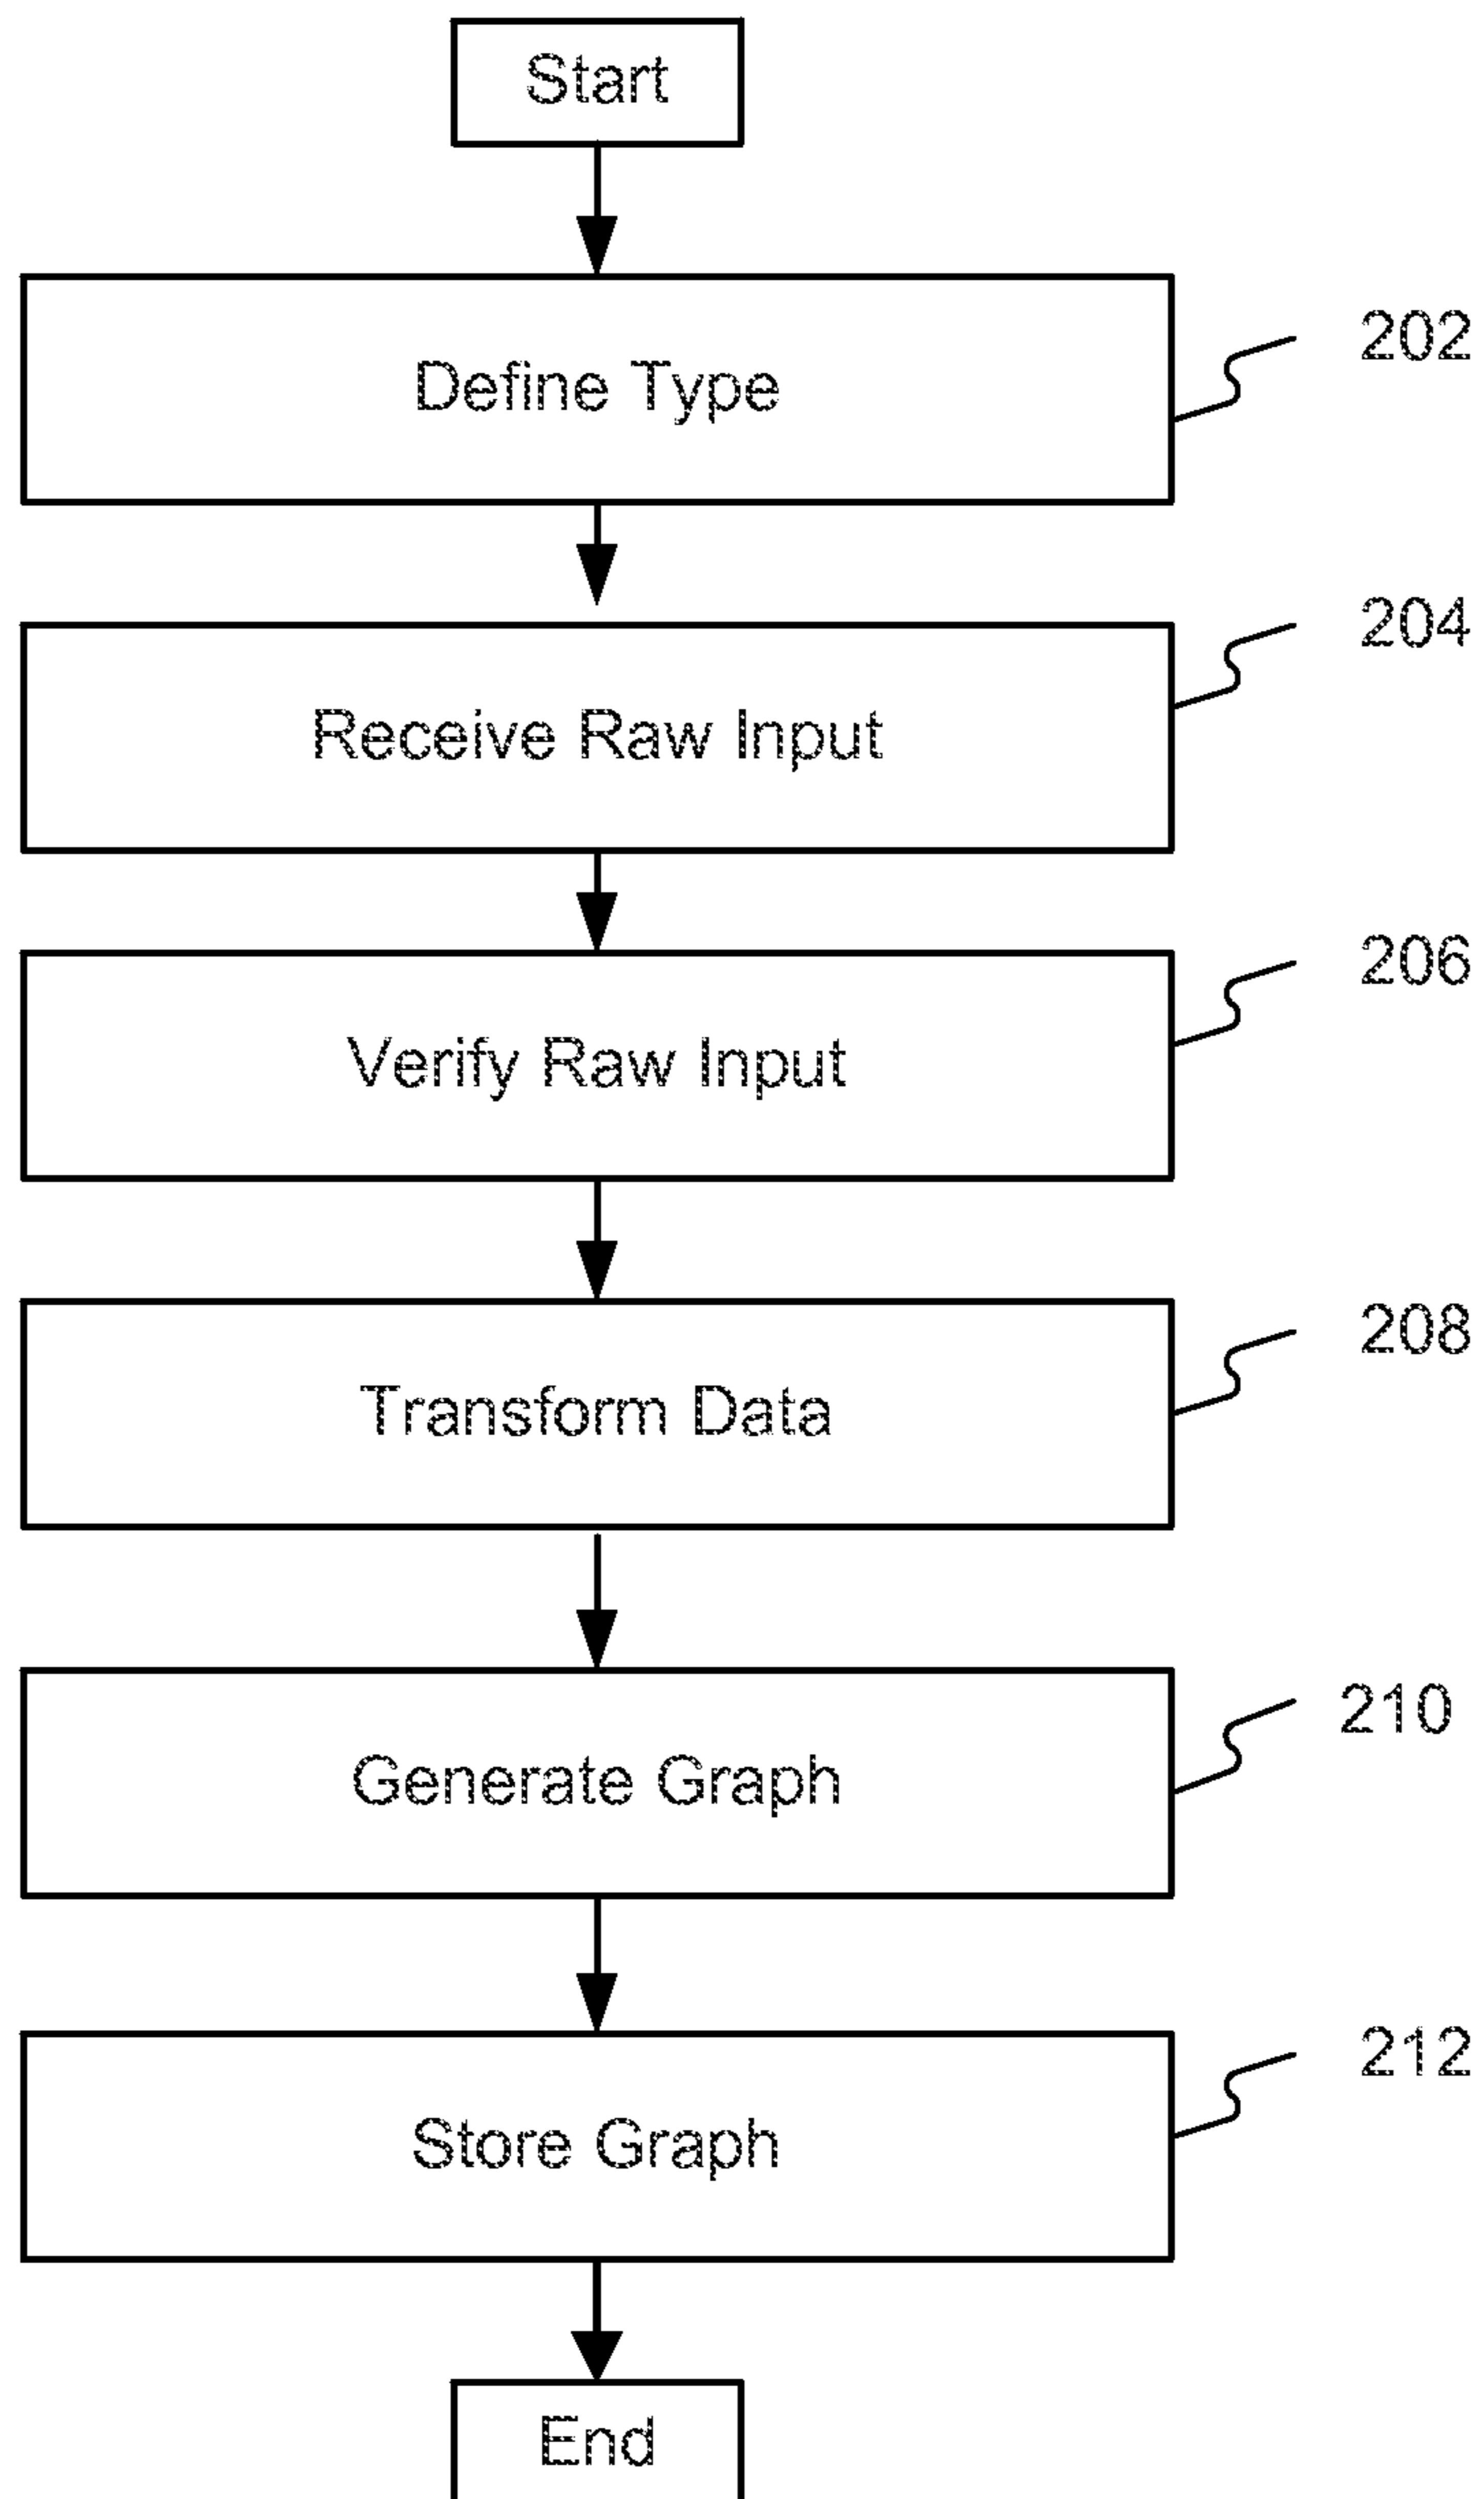 Start
Define Type
202
Receive Raw Input
204
Verify Raw Input
206
Transform Data
208
Generate Graph
210
Store Graph
212
End